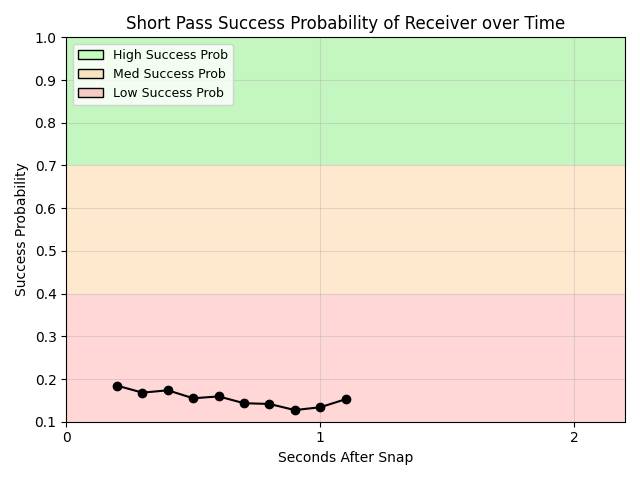 Short Pass Success Probability of Receiver over Time
1.0
High Success Prob
Med Success Prob
Low Success Prob
0.9
0.8
0.7
0.6
0.5
0.4
0.3
0.2
0.1
Success Probability
0 1 2
Seconds After Snap